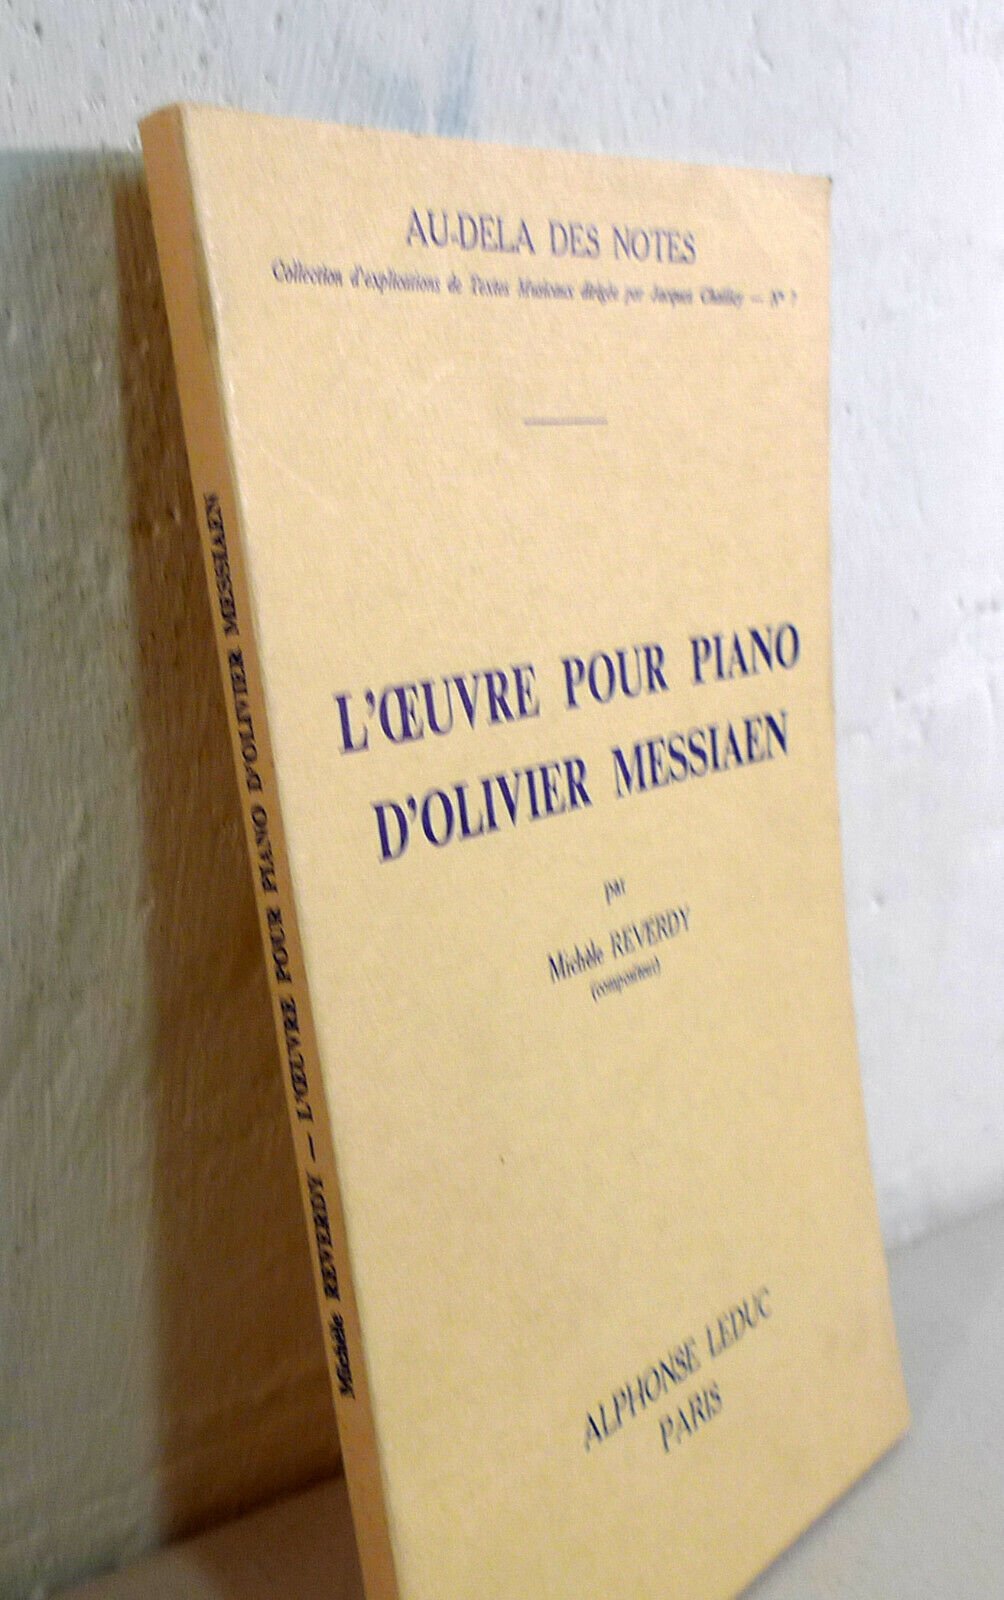 AU-DELA DES NOTES
Collection d'explications de Textes Musicaux dirigée par Jacques Chailley — N° 7
L'ŒUVRE POUR PIANO
D'OLIVIER MESSIAEN
par
Michèle REVERDY
(compositeur)
ALPHONSE LEDUC
PARIS
Michèle REVERDY — L'ŒUVRE POUR PIANO D'OLIVIER MESSIAEN